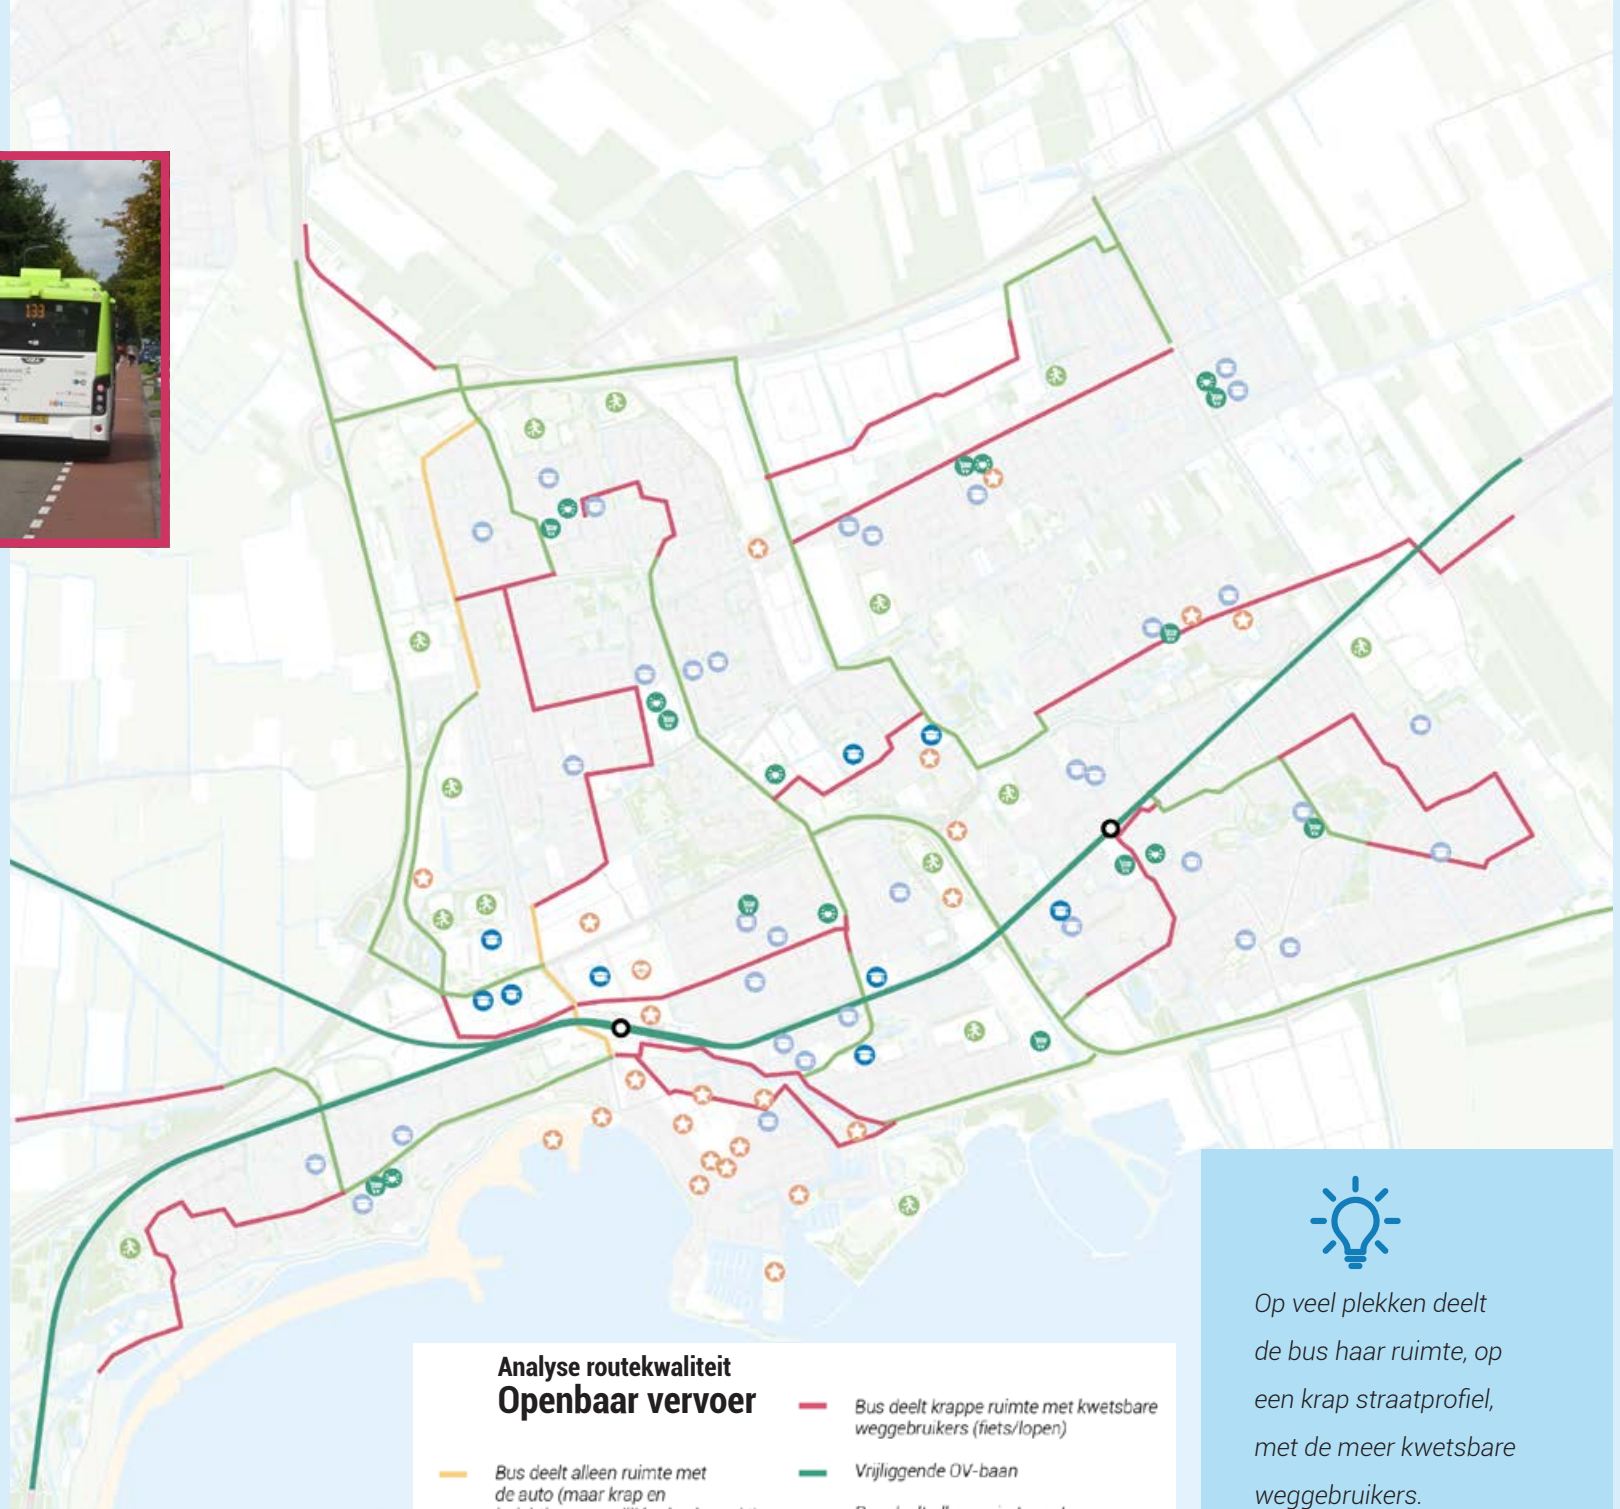 133
Analyse routekwaliteit
Openbaar vervoer
Bus deelt alleen ruimte met
de auto (maar krap en
Bus deelt krappe ruimte met kwetsbare
weggebruikers (fiets/lopen)
Vrijliggende OV-baan
Op veel plekken deelt
de bus haar ruimte, op
een krap straatprofiel,
met de meer kwetsbare
weggebruikers.